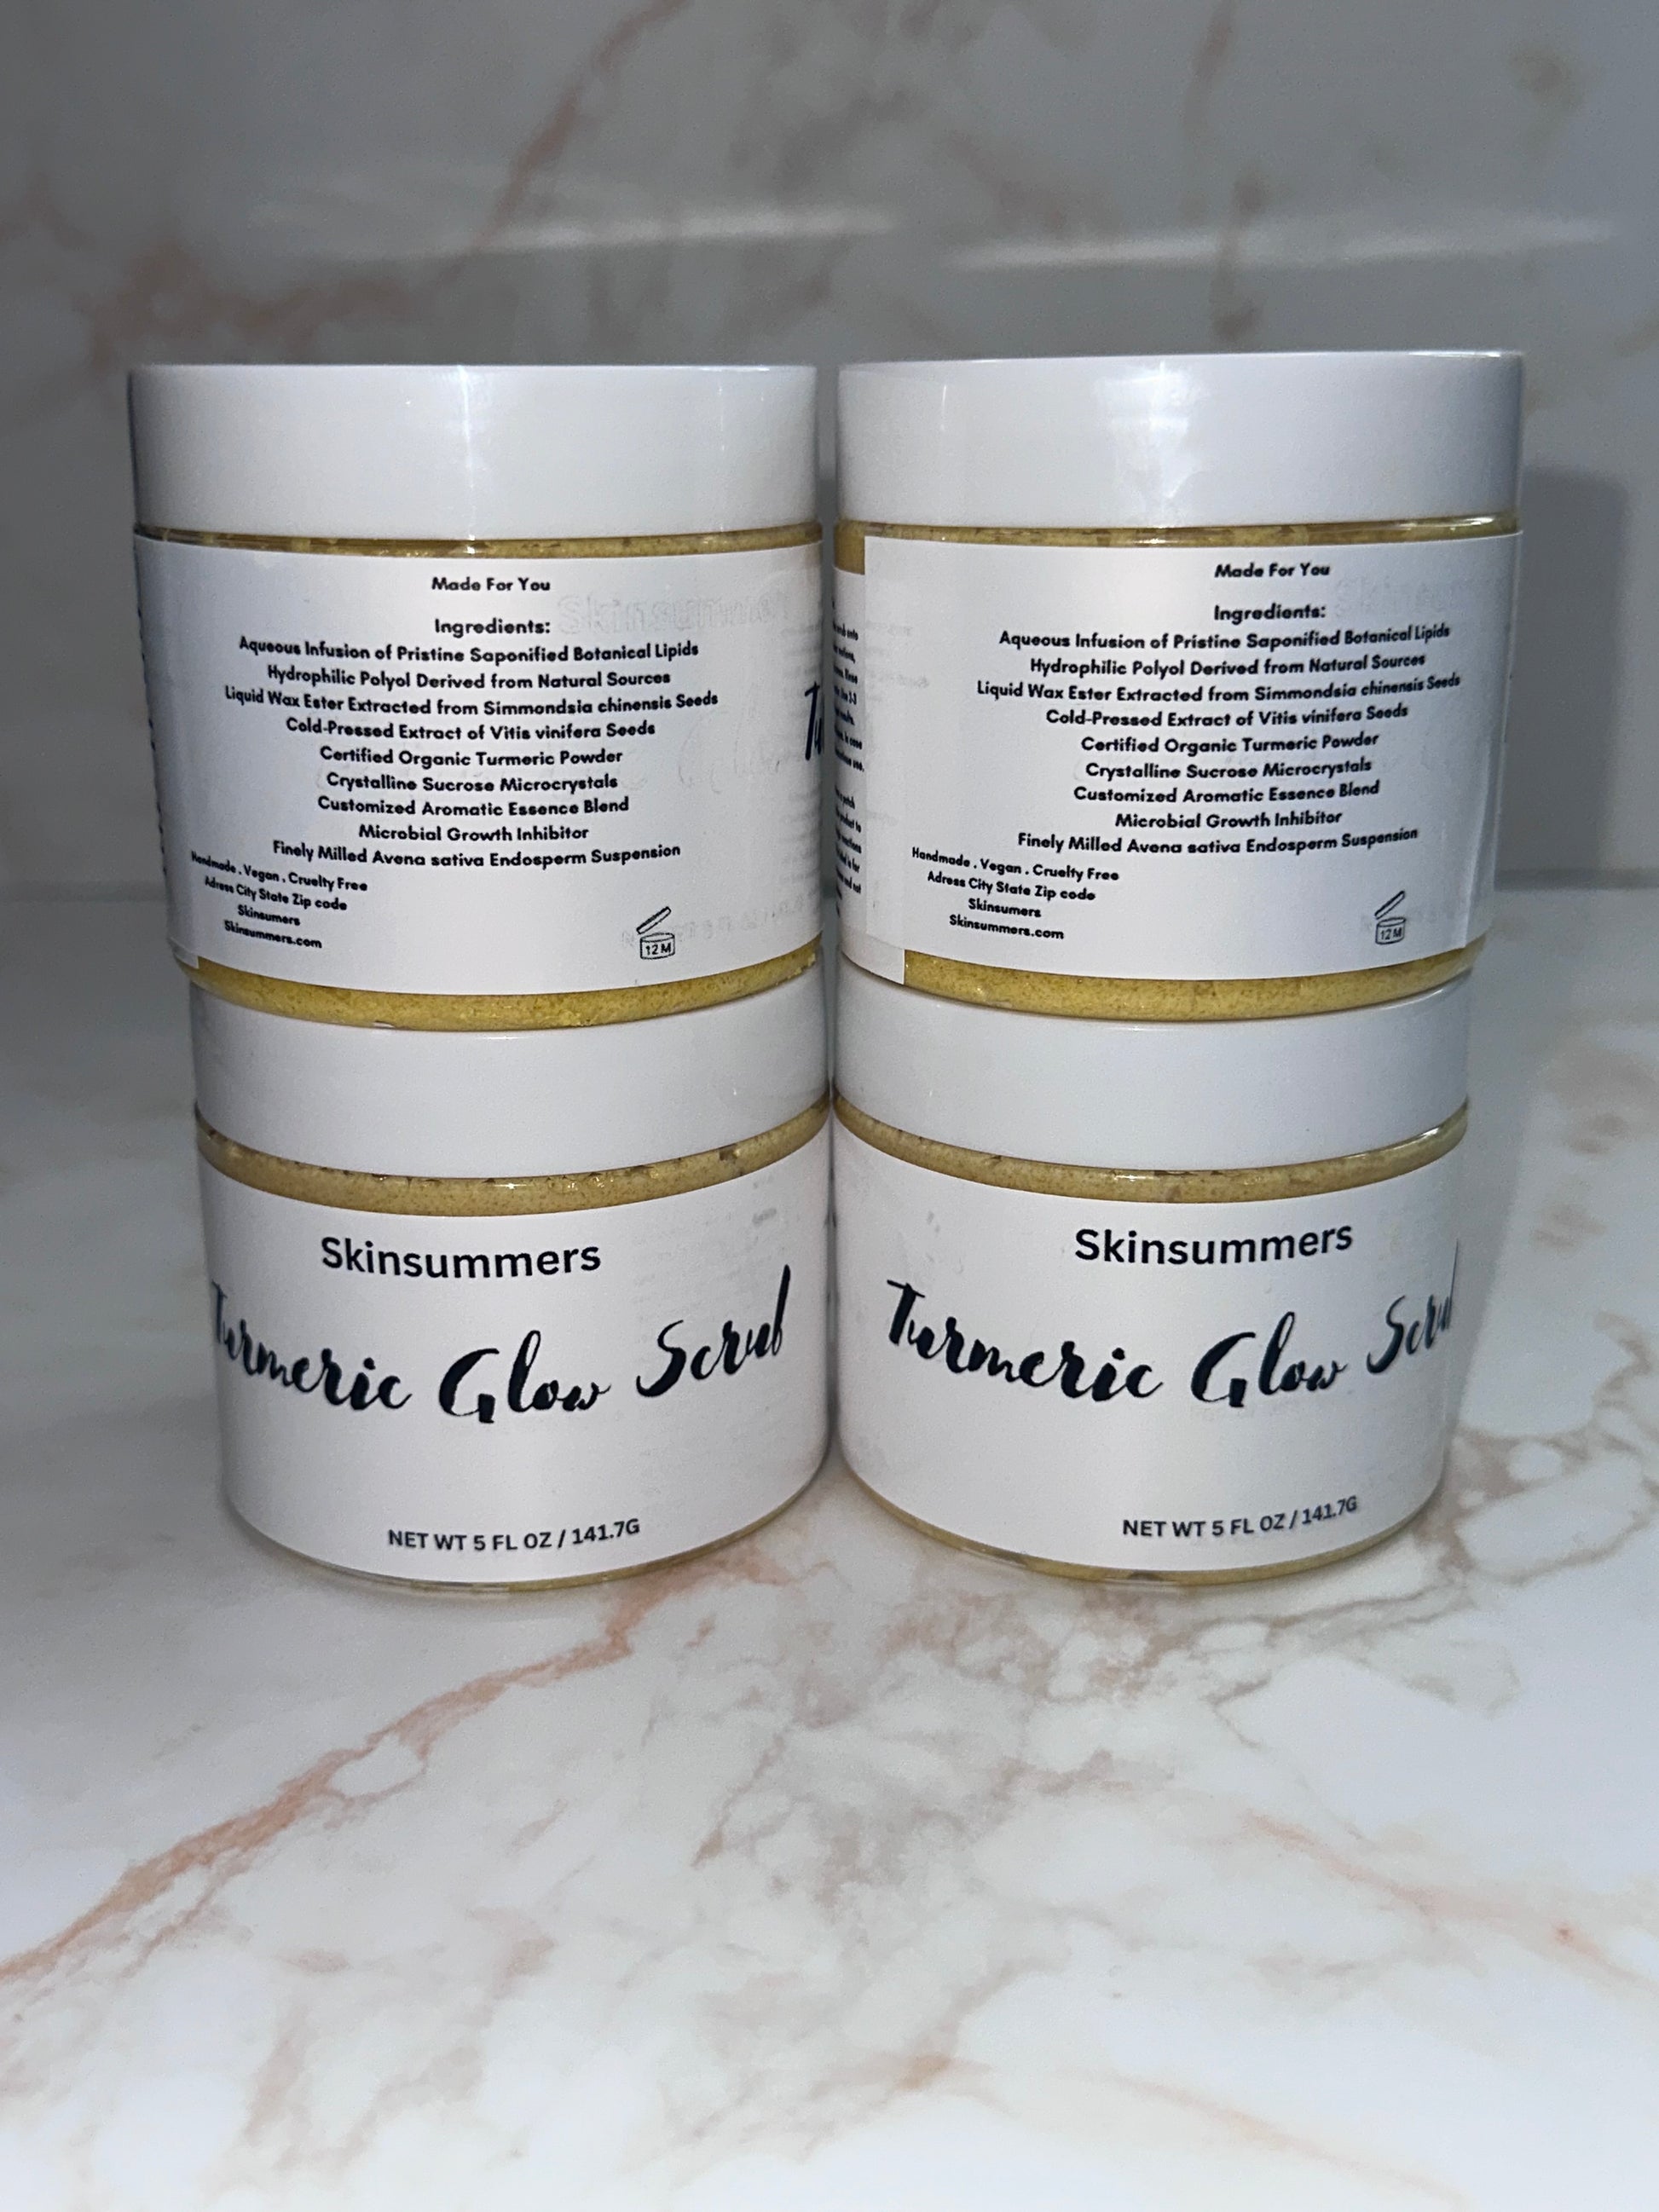 Made For You
Ingredients:
Aqueous Infusion of Pristine Saponified Botanical Lipids
Hydrophilic Polyol Derived from Natural Sources
Liquid Wax Ester Extracted from Simmondsia chinensis Seeds
Cold-Pressed Extract of Vitis vinifera Seeds
Certified Organic Turmeric Powder
Crystalline Sucrose Microcrystals
Customized Aromatic Essence Blend
Microbial Growth Inhibitor
Finely Milled Avena sativa Endosperm Suspension
Handmade . Vegan . Cruelty Free
Adress City State Zip code
Skinsumers
Skinsummers.com
12 M
Made For You
Ingredients:
Aqueous Infusion of Pristine Saponified Botanical Lipids
Hydrophilic Polyol Derived from Natural Sources
Liquid Wax Ester Extracted from Simmondsia chinensis Seeds
Cold-Pressed Extract of Vitis vinifera Seeds
Certified Organic Turmeric Powder
Crystalline Sucrose Microcrystals
Customized Aromatic Essence Blend
Microbial Growth Inhibitor
Finely Milled Avena sativa Endosperm Suspension
Handmade . Vegan . Cruelty Free
Adress City State Zip code
Skinsumers
Skinsummers.com
12 M
Skinsummers
Turmeric Glow Scrub
NET WT 5 FL OZ / 141.7G
Skinsummers
Turmeric Glow Scrub
NET WT 5 FL OZ / 141.7G